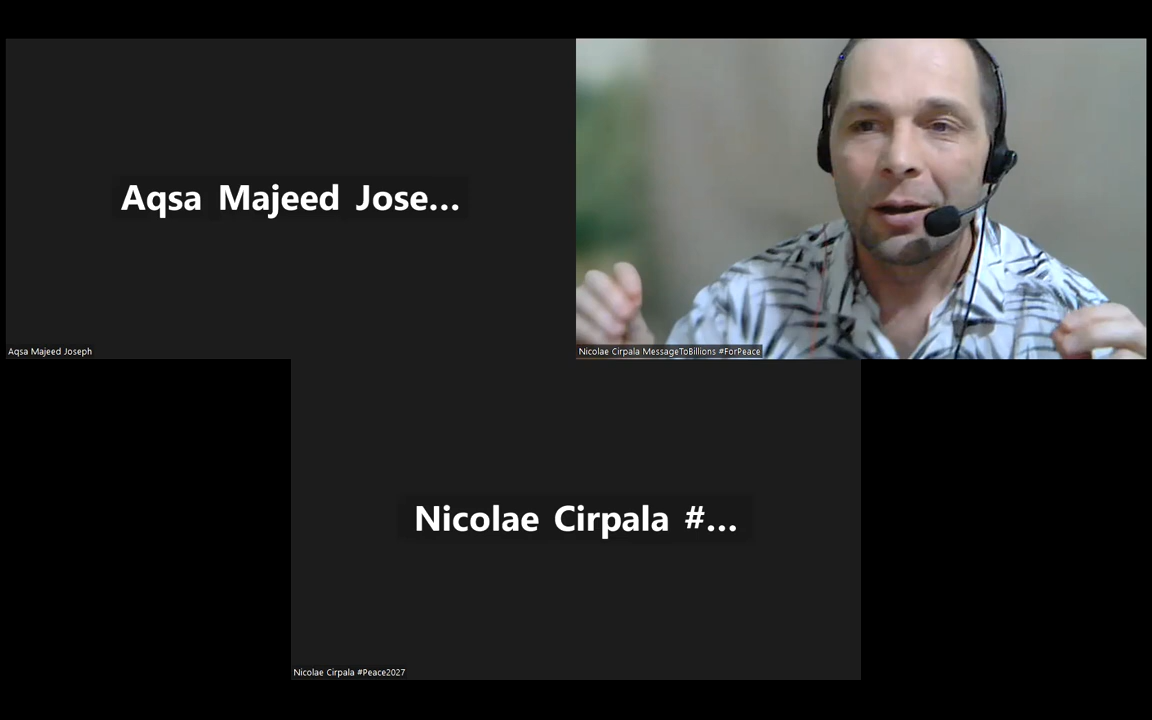 Aqsa Majeed Jose...
Aqsa Majeed Joseph
Nicolae Cirpala MessageToBillions #ForPeace
Nicolae Cirpala #...
Nicolae Cirpala #Peace2027